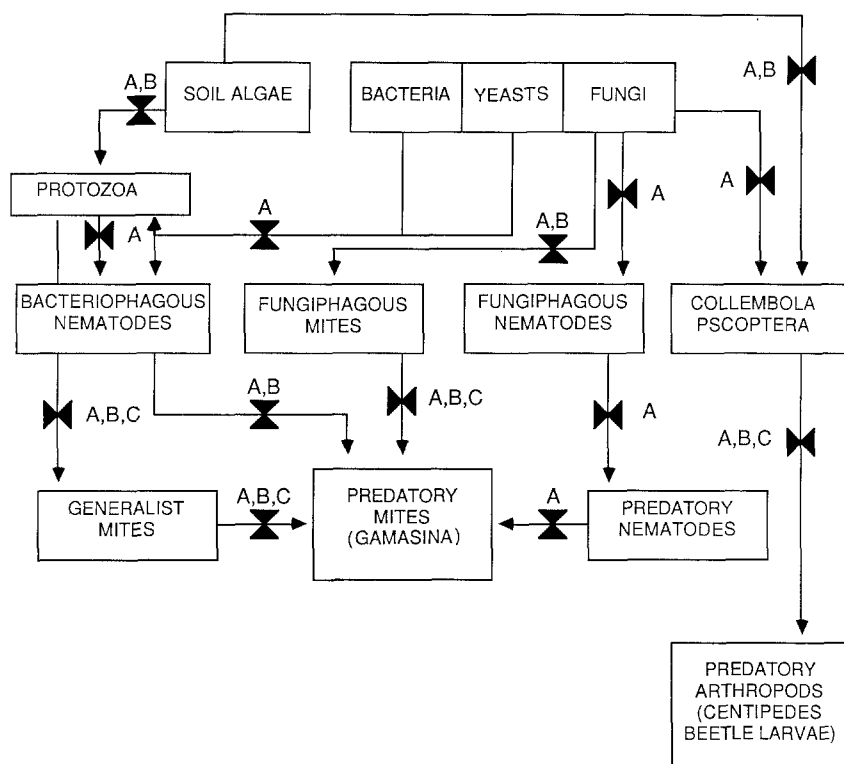 A,B
SOIL ALGAE
BACTERIA
YEASTS
FUNGI
A,B
PROTOZOA
A
A
A,B
A
A
BACTERIOPHAGOUS
NEMATODES
FUNGIPHAGOUS
MITES
FUNGIPHAGOUS
NEMATODES
COLLEMBOLA
PSCOPTERA
A,B,C
A,B
A,B,C
A
A,B,C
GENERALIST
MITES
A,B,C
PREDATORY
MITES
(GAMASINA)
A
PREDATORY
NEMATODES
PREDATORY
ARTHROPODS
(CENTIPEDES
BEETLE LARVAE)